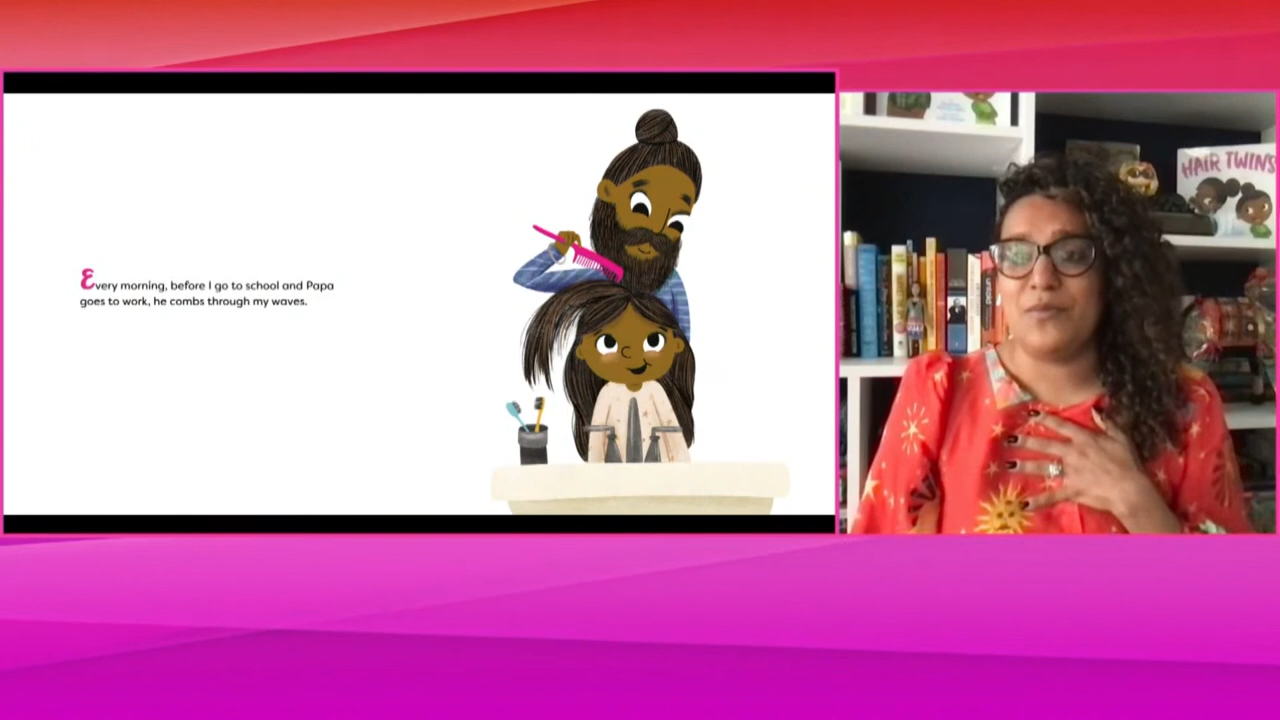 Every morning, before I go to school and Papa
goes to work, he combs through my waves.
HAIR TWINS